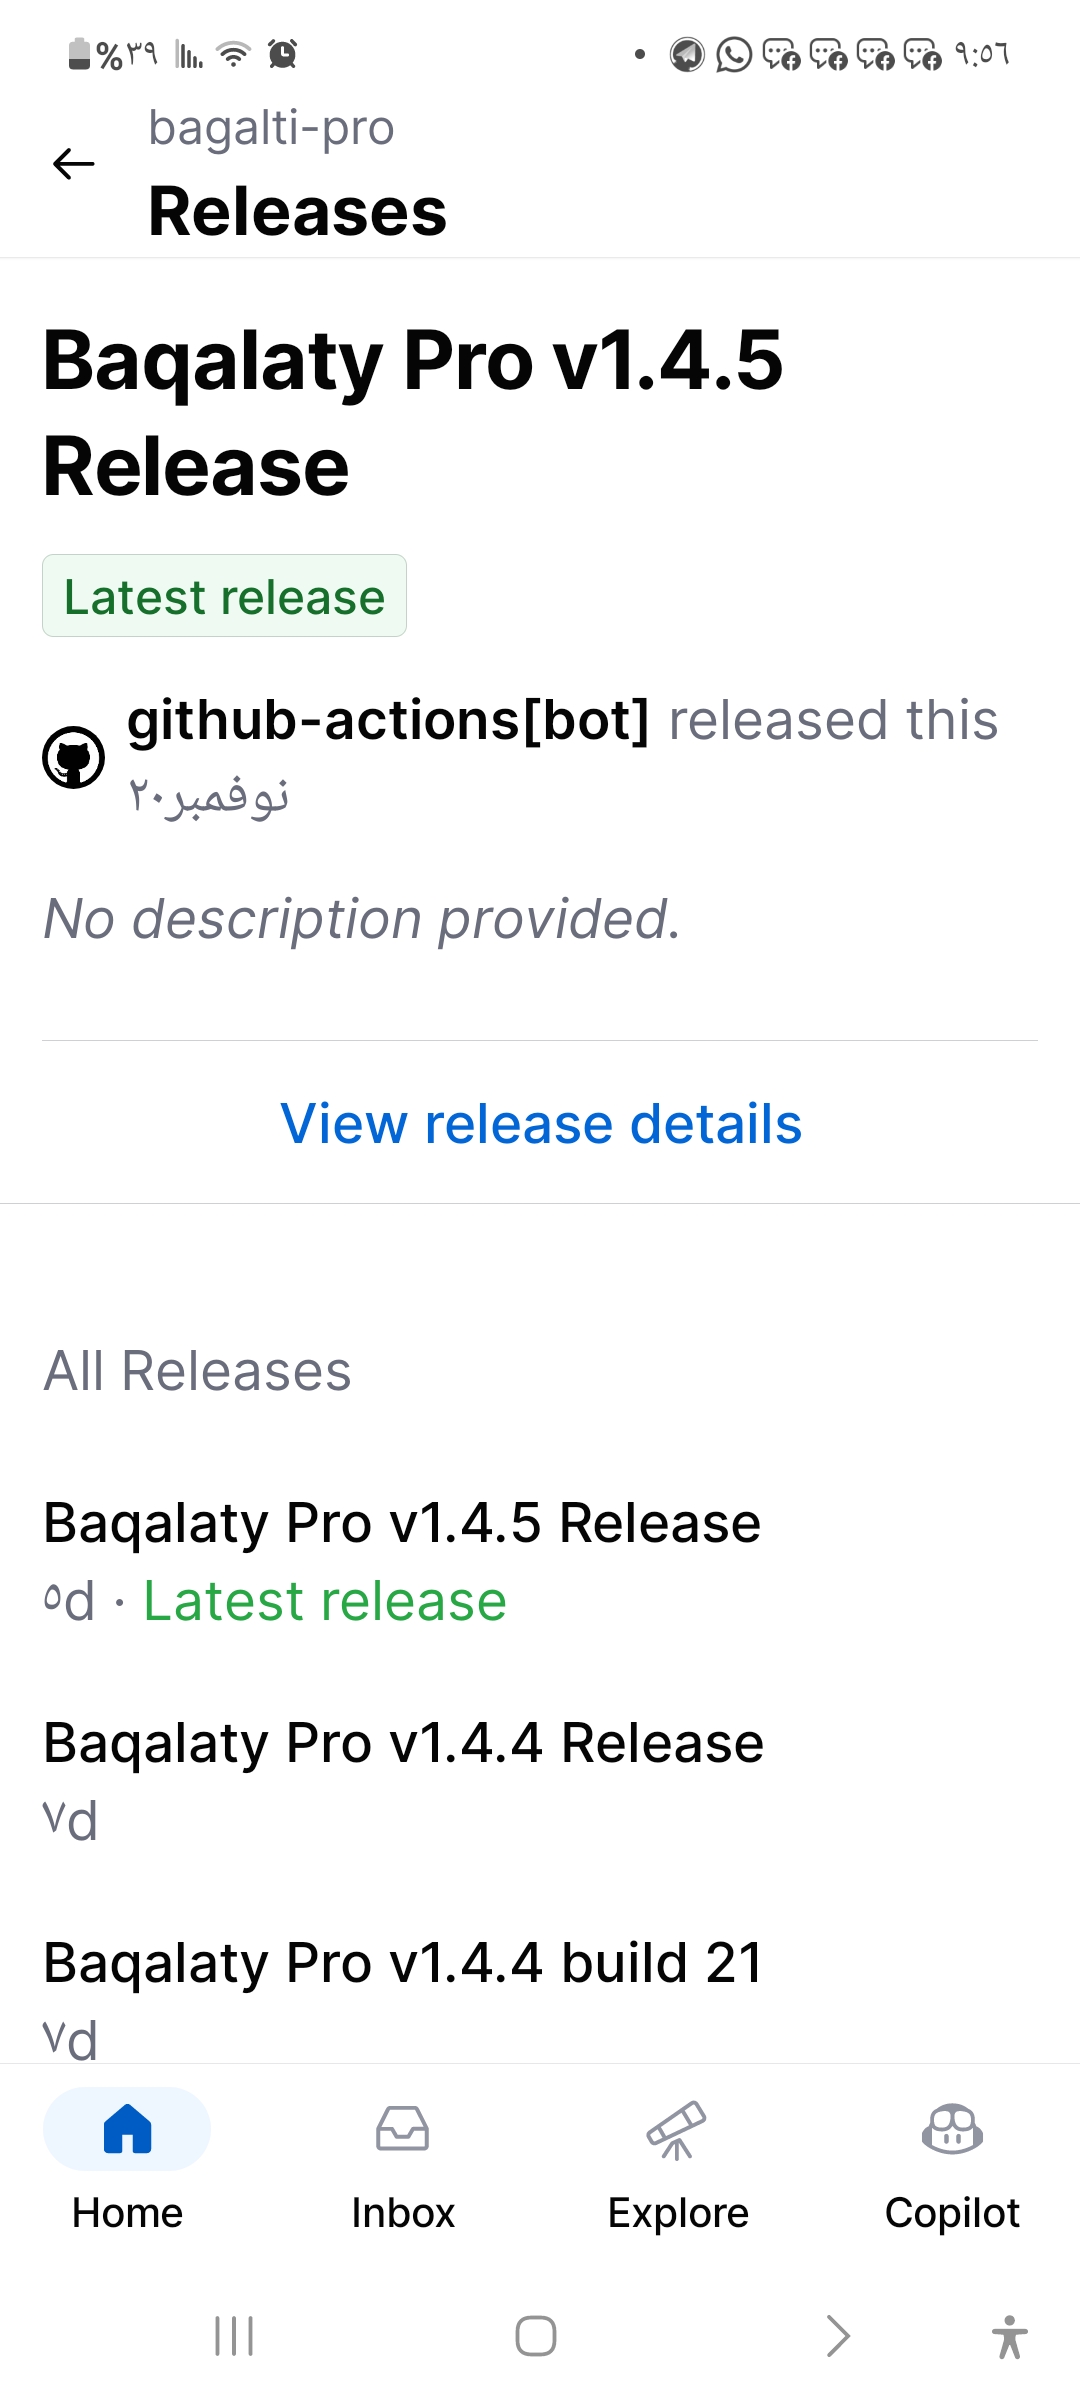 %٣٩
٩:٥٦
bagalti-pro
Releases
Baqalaty Pro v1.4.5
Release
Latest release
github-actions[bot] released this
٢٠نوفمبر
No description provided.
View release details
All Releases
Baqalaty Pro v1.4.5 Release
٥d · Latest release
Baqalaty Pro v1.4.4 Release
٧d
Baqalaty Pro v1.4.4 build 21
٧d
Home
Inbox
Explore
Copilot